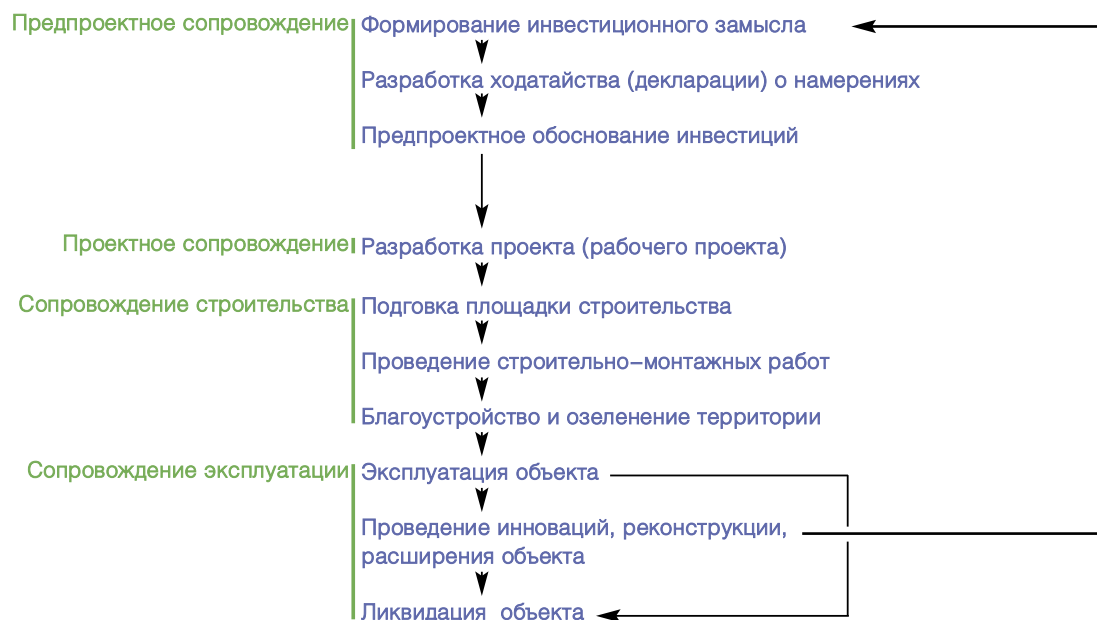 Предпроектное сопровождение
Формирование инвестиционного замысла
Разработка ходатайства (декларации) о намерениях
Предпроектное обоснование инвестиций
Проектное сопровождение
Разработка проекта (рабочего проекта)
Сопровождение строительства
Подговка площадки строительства
Проведение строительно–монтажных работ
Благоустройство и озеленение территории
Сопровождение эксплуатации
Эксплуатация объекта
Проведение инноваций, реконструкции,
расширения объекта
Ликвидация объекта